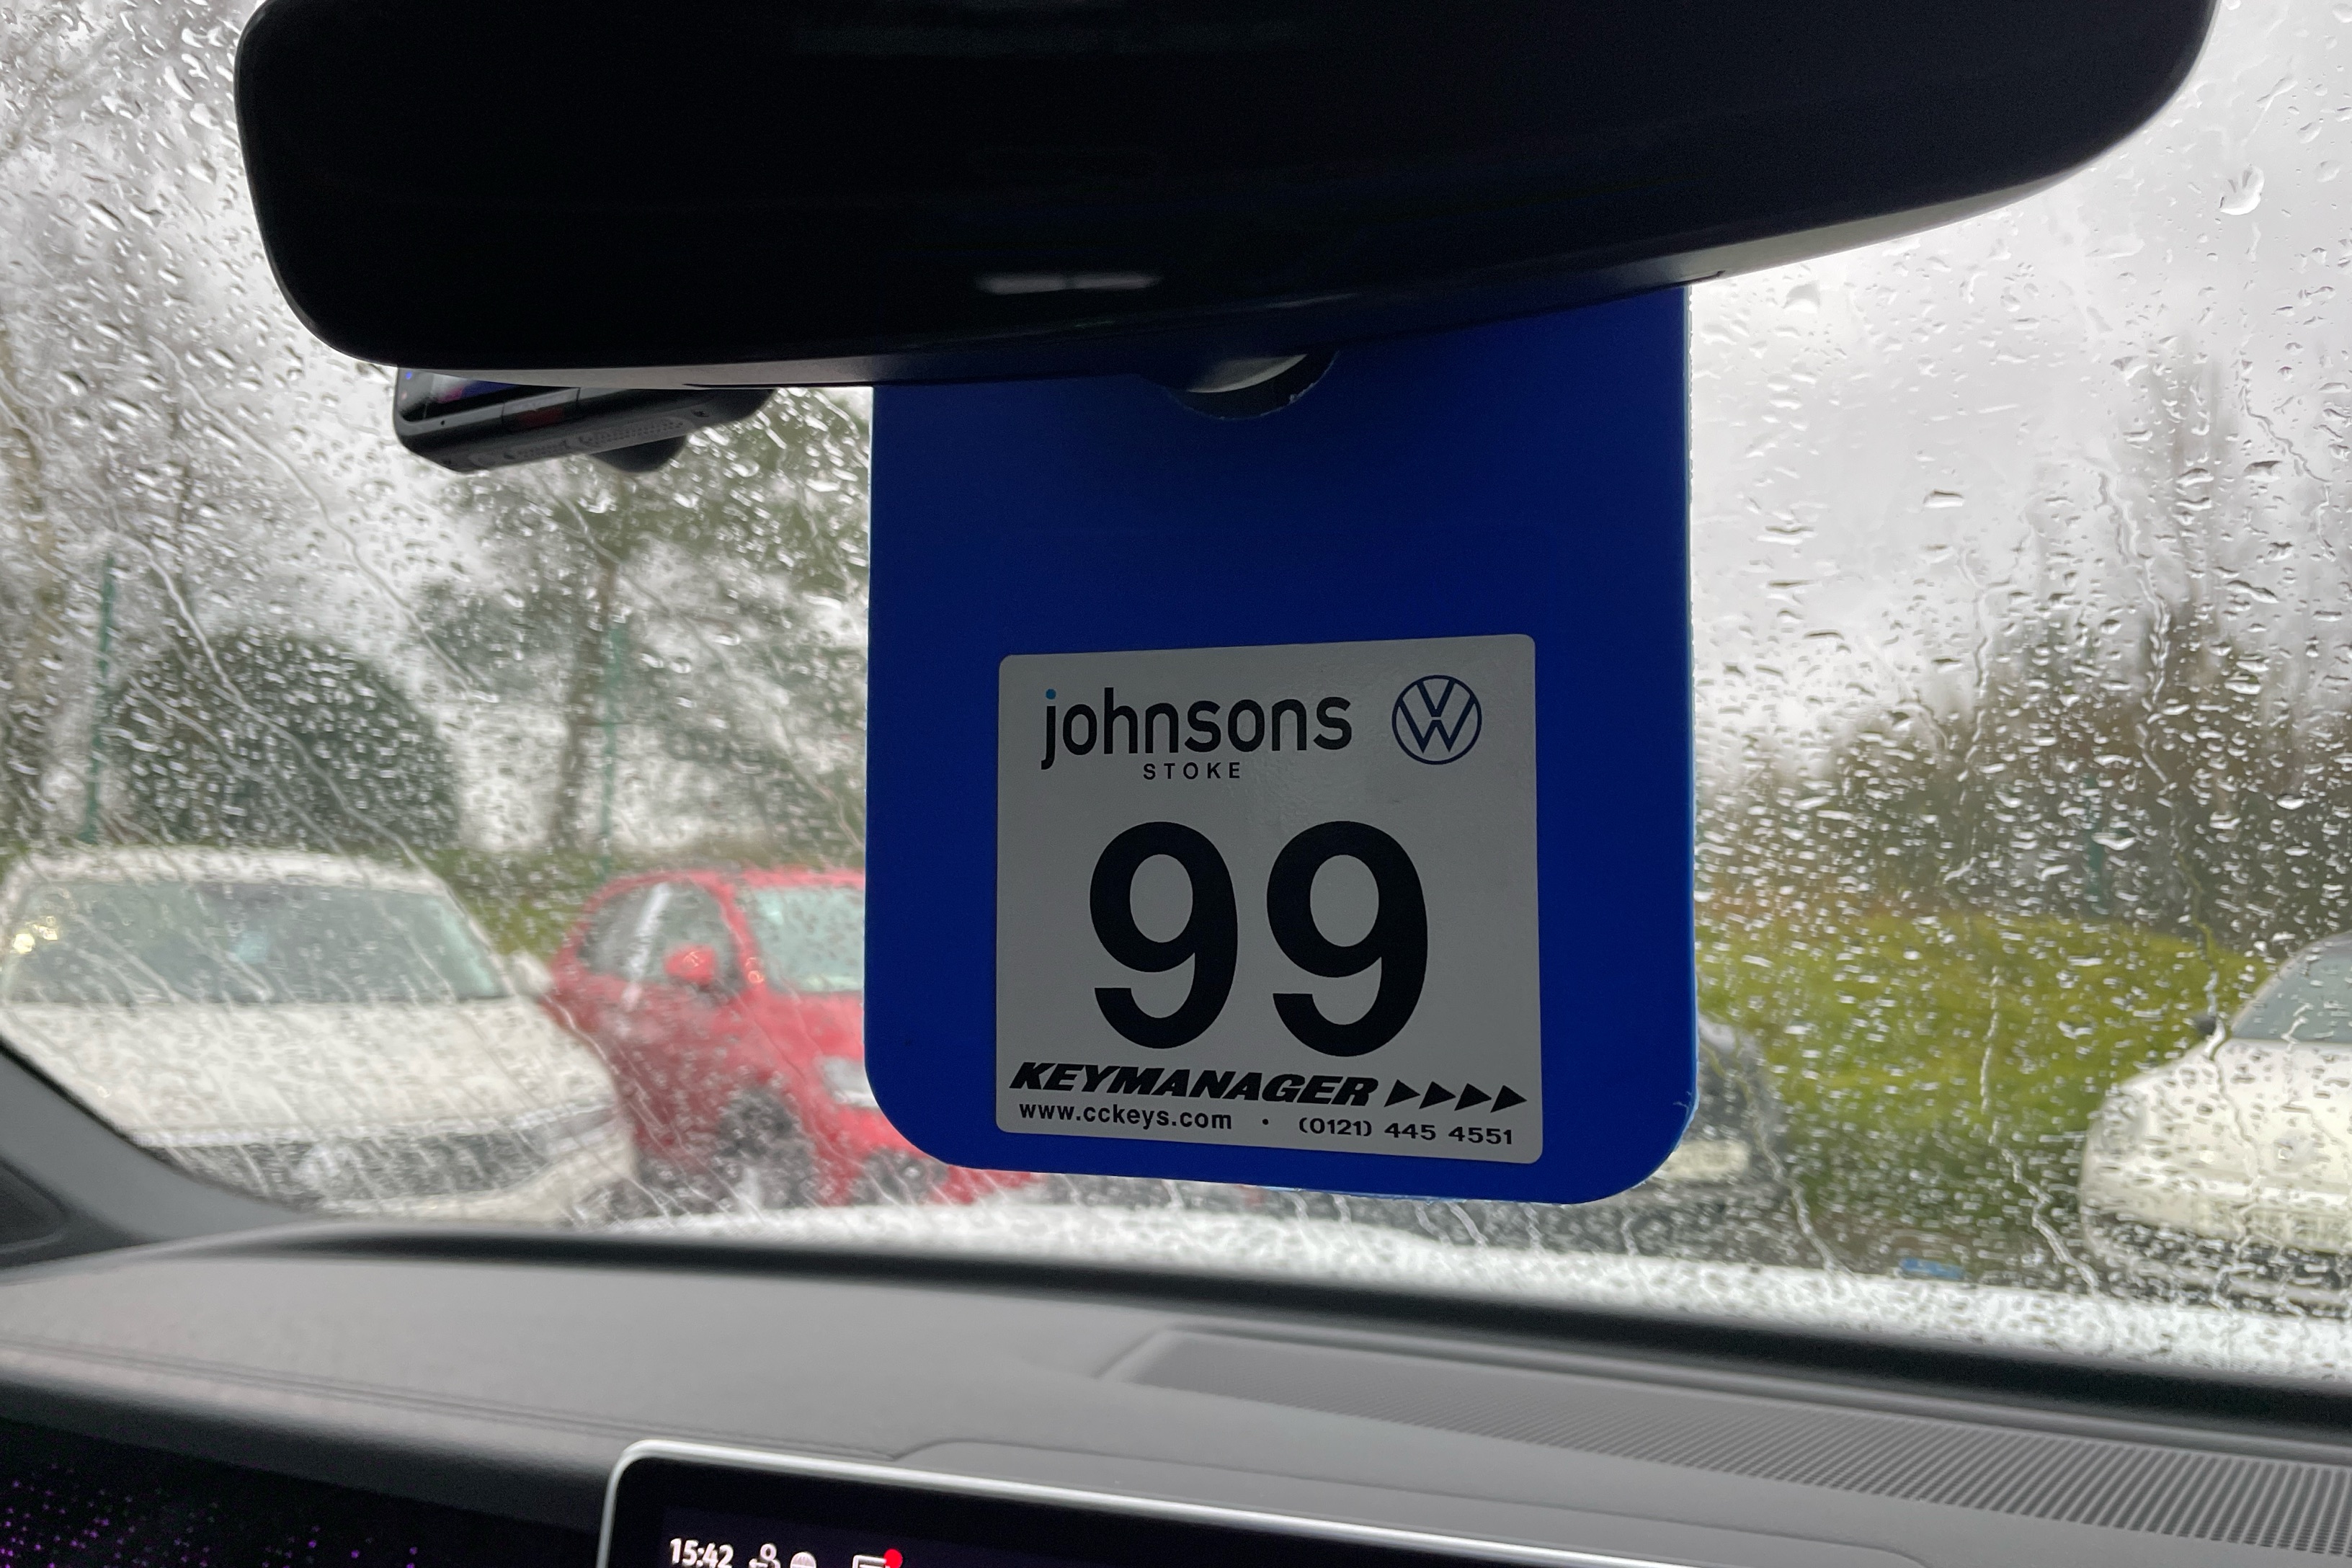 johnsons
STOKE
99
KEYMANAGER
www.cckeys.com • (0121) 445 4551
15:42